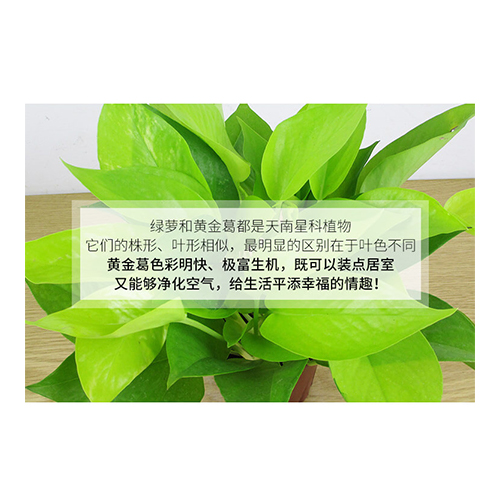 绿萝和黄金葛都是天南星科植物
它们的株形、叶形相似，最明显的区别在于叶色不同
黄金葛色彩明快、极富生机，既可以装点居室
又能够净化空气，给生活平添幸福的情趣！